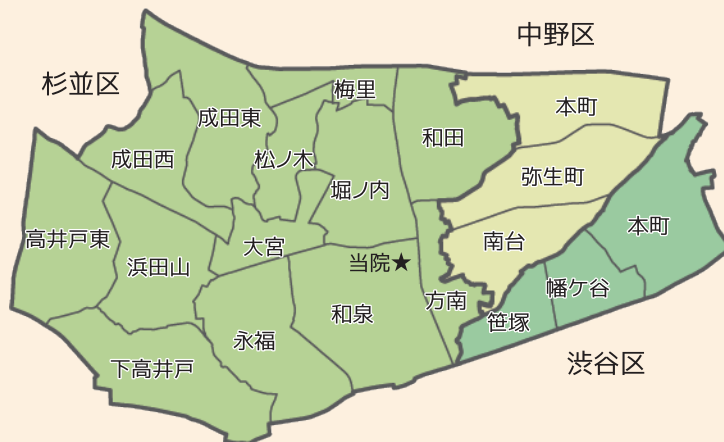 中野区
杉並区
梅里
本町
成田東
和田
成田西
松ノ木
弥生町
堀ノ内
本町
高井戸東
大宮
南台
浜田山
当院★
幡ケ谷
方南
和泉
笹塚
永福
下高井戸
渋谷区